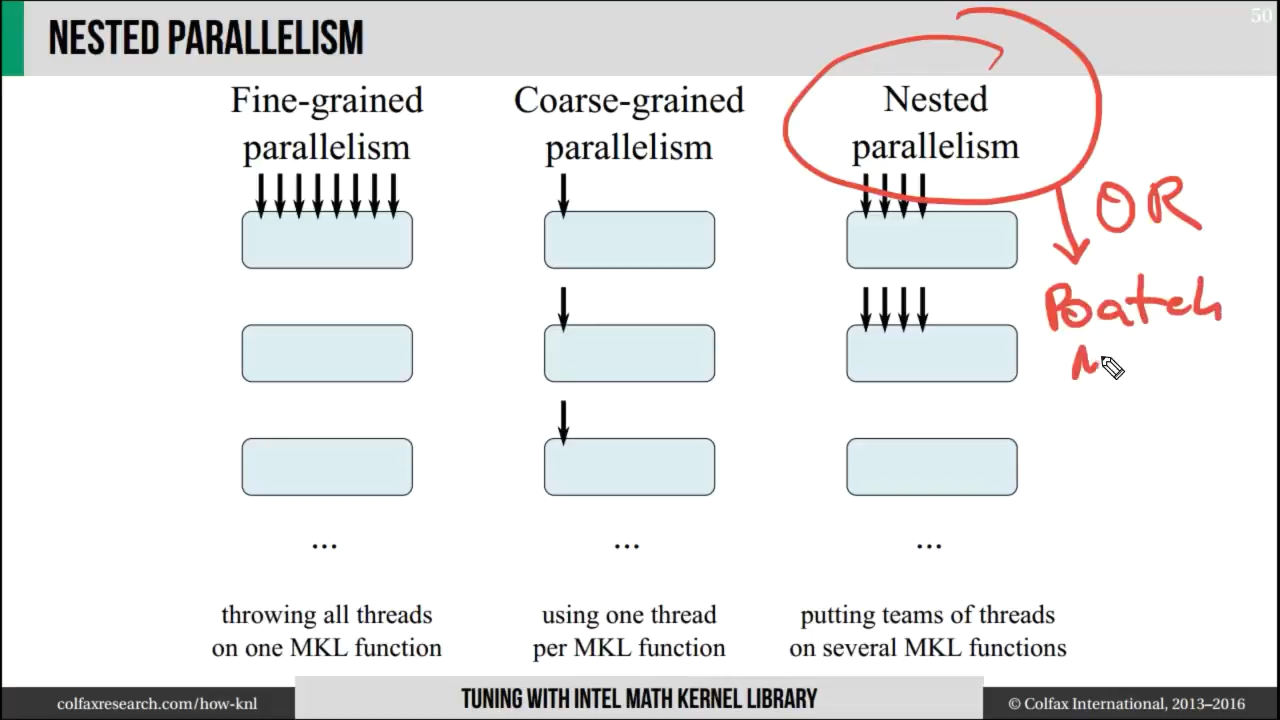 NESTED PARALLELISM
50
Fine-grained
parallelism
Coarse-grained
parallelism
Nested
parallelism
OR
Batch
...
...
...
throwing all threads
on one MKL function
using one thread
per MKL function
putting teams of threads
on several MKL functions
colfaxresearch.com/how-knl
TUNING WITH INTEL MATH KERNEL LIBRARY
© Colfax International, 2013–2016